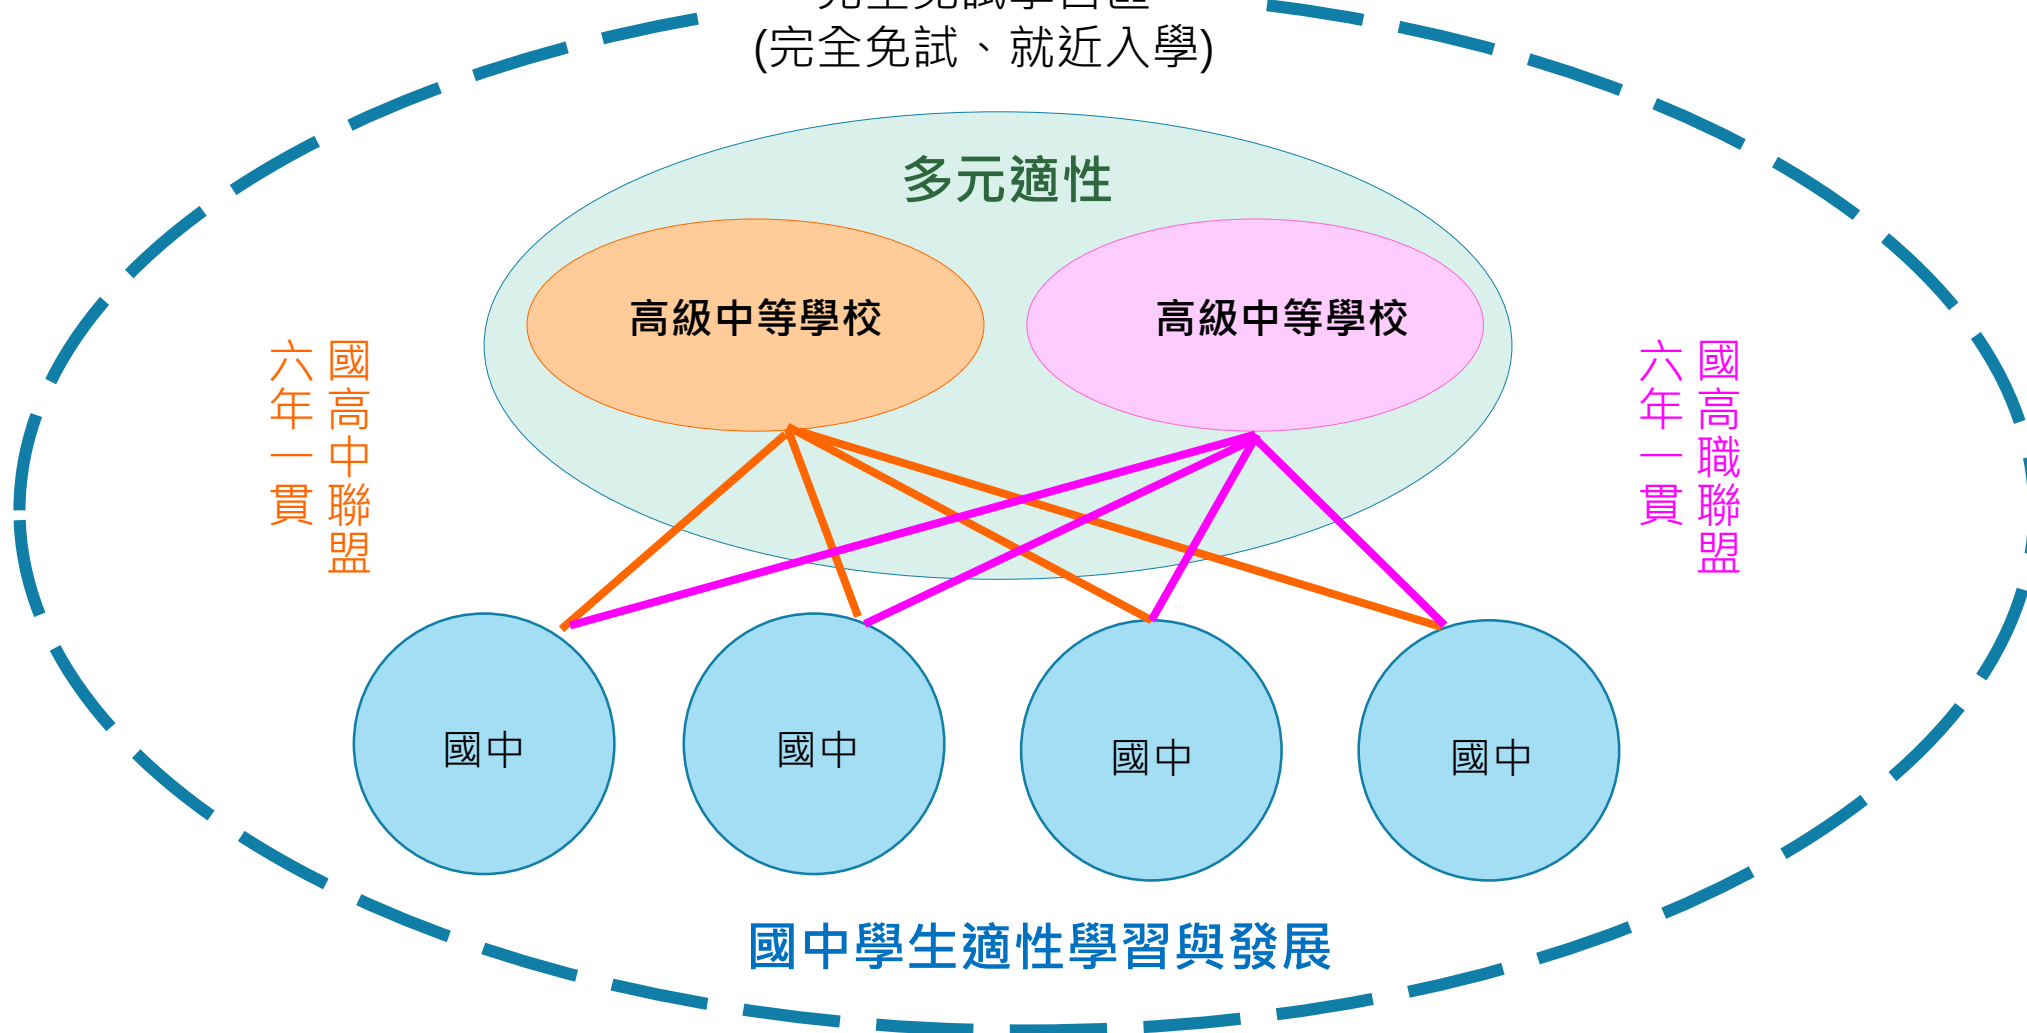 (完全免試、就近入學)
多元適性
高級中等學校
高級中等學校
國高中聯盟
六年一貫
國高職聯盟
六年一貫
國中
國中
國中
國中
國中學生適性學習與發展